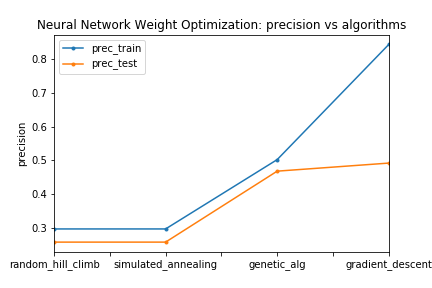 Neural Network Weight Optimization: precision vs algorithms
prec_train
prec_test
precision
0.8
0.7
0.6
0.5
0.4
0.3
random_hill_climb simulated_annealing genetic_alg gradient_descent